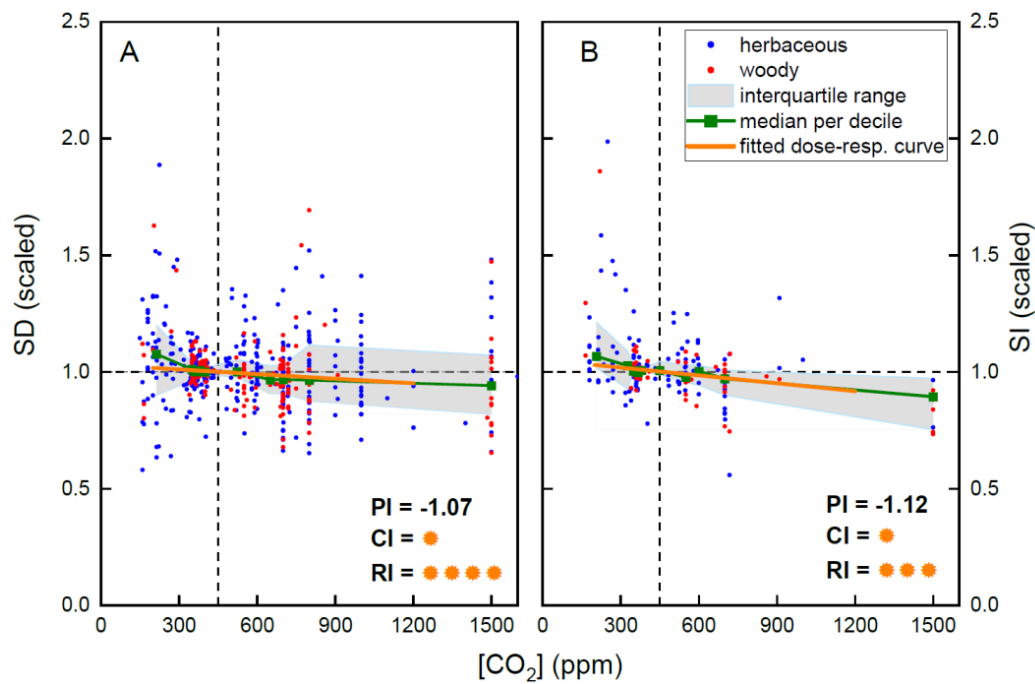 A
B
herbaceous
woody
interquartile range
median per decile
fitted dose-resp. curve
SD (scaled)
SI (scaled)
2.5
2.0
1.5
1.0
0.5
0.0
2.5
2.0
1.5
1.0
0.5
0.0
PI = -1.07
CI =
RI =
PI = -1.12
CI =
RI =
0 300 600 900 1200 1500
0 300 600 900 1200 1500
[CO₂] (ppm)